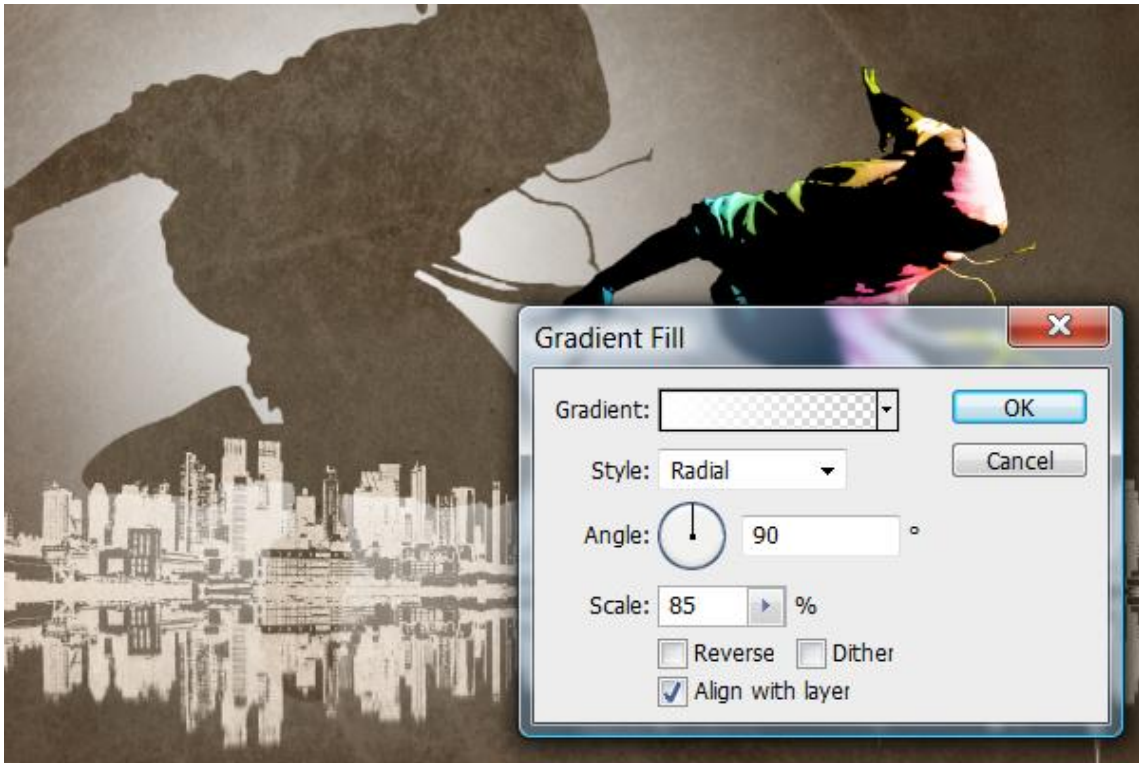 Gradient Fill
Gradient:
OK
Style: Radial
Cancel
Angle: 90 °
Scale: 85 %
Reverse Dither
Align with layer